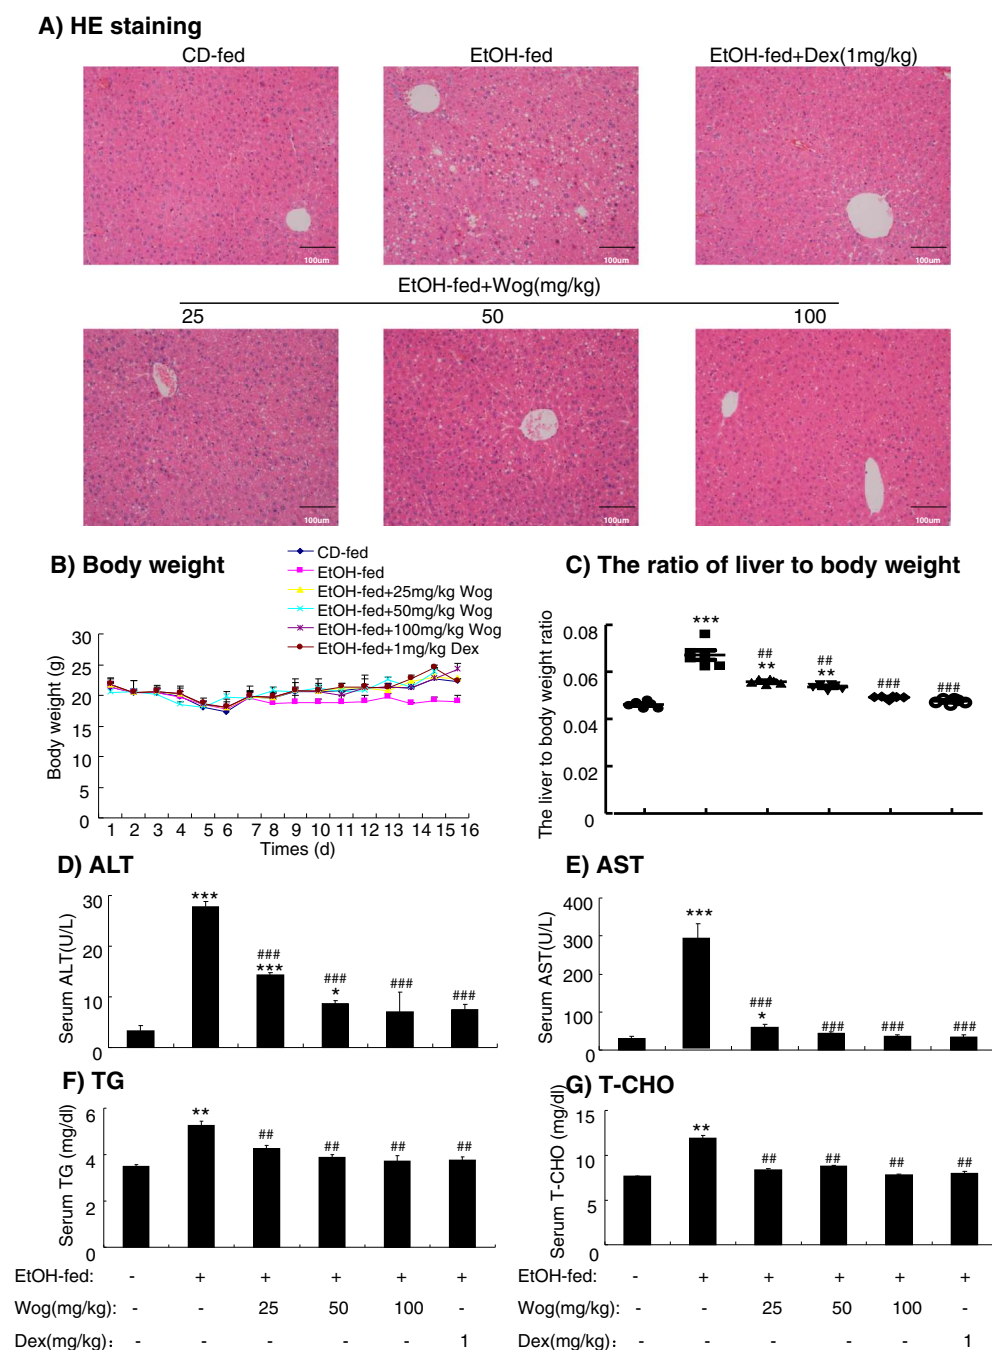 A) HE staining
CD-fed
EtOH-fed
EtOH-fed+Dex(1mg/kg)
100um
100um
100um
EtOH-fed+Wog(mg/kg)
25
50
100
100um
100um
100um
B) Body weight
CD-fed
EtOH-fed
EtOH-fed+25mg/kg Wog
EtOH-fed+50mg/kg Wog
EtOH-fed+100mg/kg Wog
EtOH-fed+1mg/kg Dex
Body weight (g)
30
25
20
15
10
5
0
1 2 3 4 5 6 7 8 9 10 11 12 13 14 15 16
Times (d)
C) The ratio of liver to body weight
The liver to body weight ratio
0.08
0.06
0.04
0.02
0
***
##
**
##
**
###
###
D) ALT
Serum ALT(U/L)
30
20
10
0
***
###
***
###
*
###
###
E) AST
Serum AST(U/L)
400
300
200
100
0
***
###
*
###
###
###
F) TG
Serum TG (mg/dl)
6
4
2
0
**
##
##
##
##
G) T-CHO
Serum T-CHO (mg/dl)
15
10
5
0
**
##
##
##
##
EtOH-fed: - + + + + +
Wog(mg/kg): - - 25 50 100 -
Dex(mg/kg): - - - - - 1
EtOH-fed: - + + + + +
Wog(mg/kg): - - 25 50 100 -
Dex(mg/kg): - - - - - 1